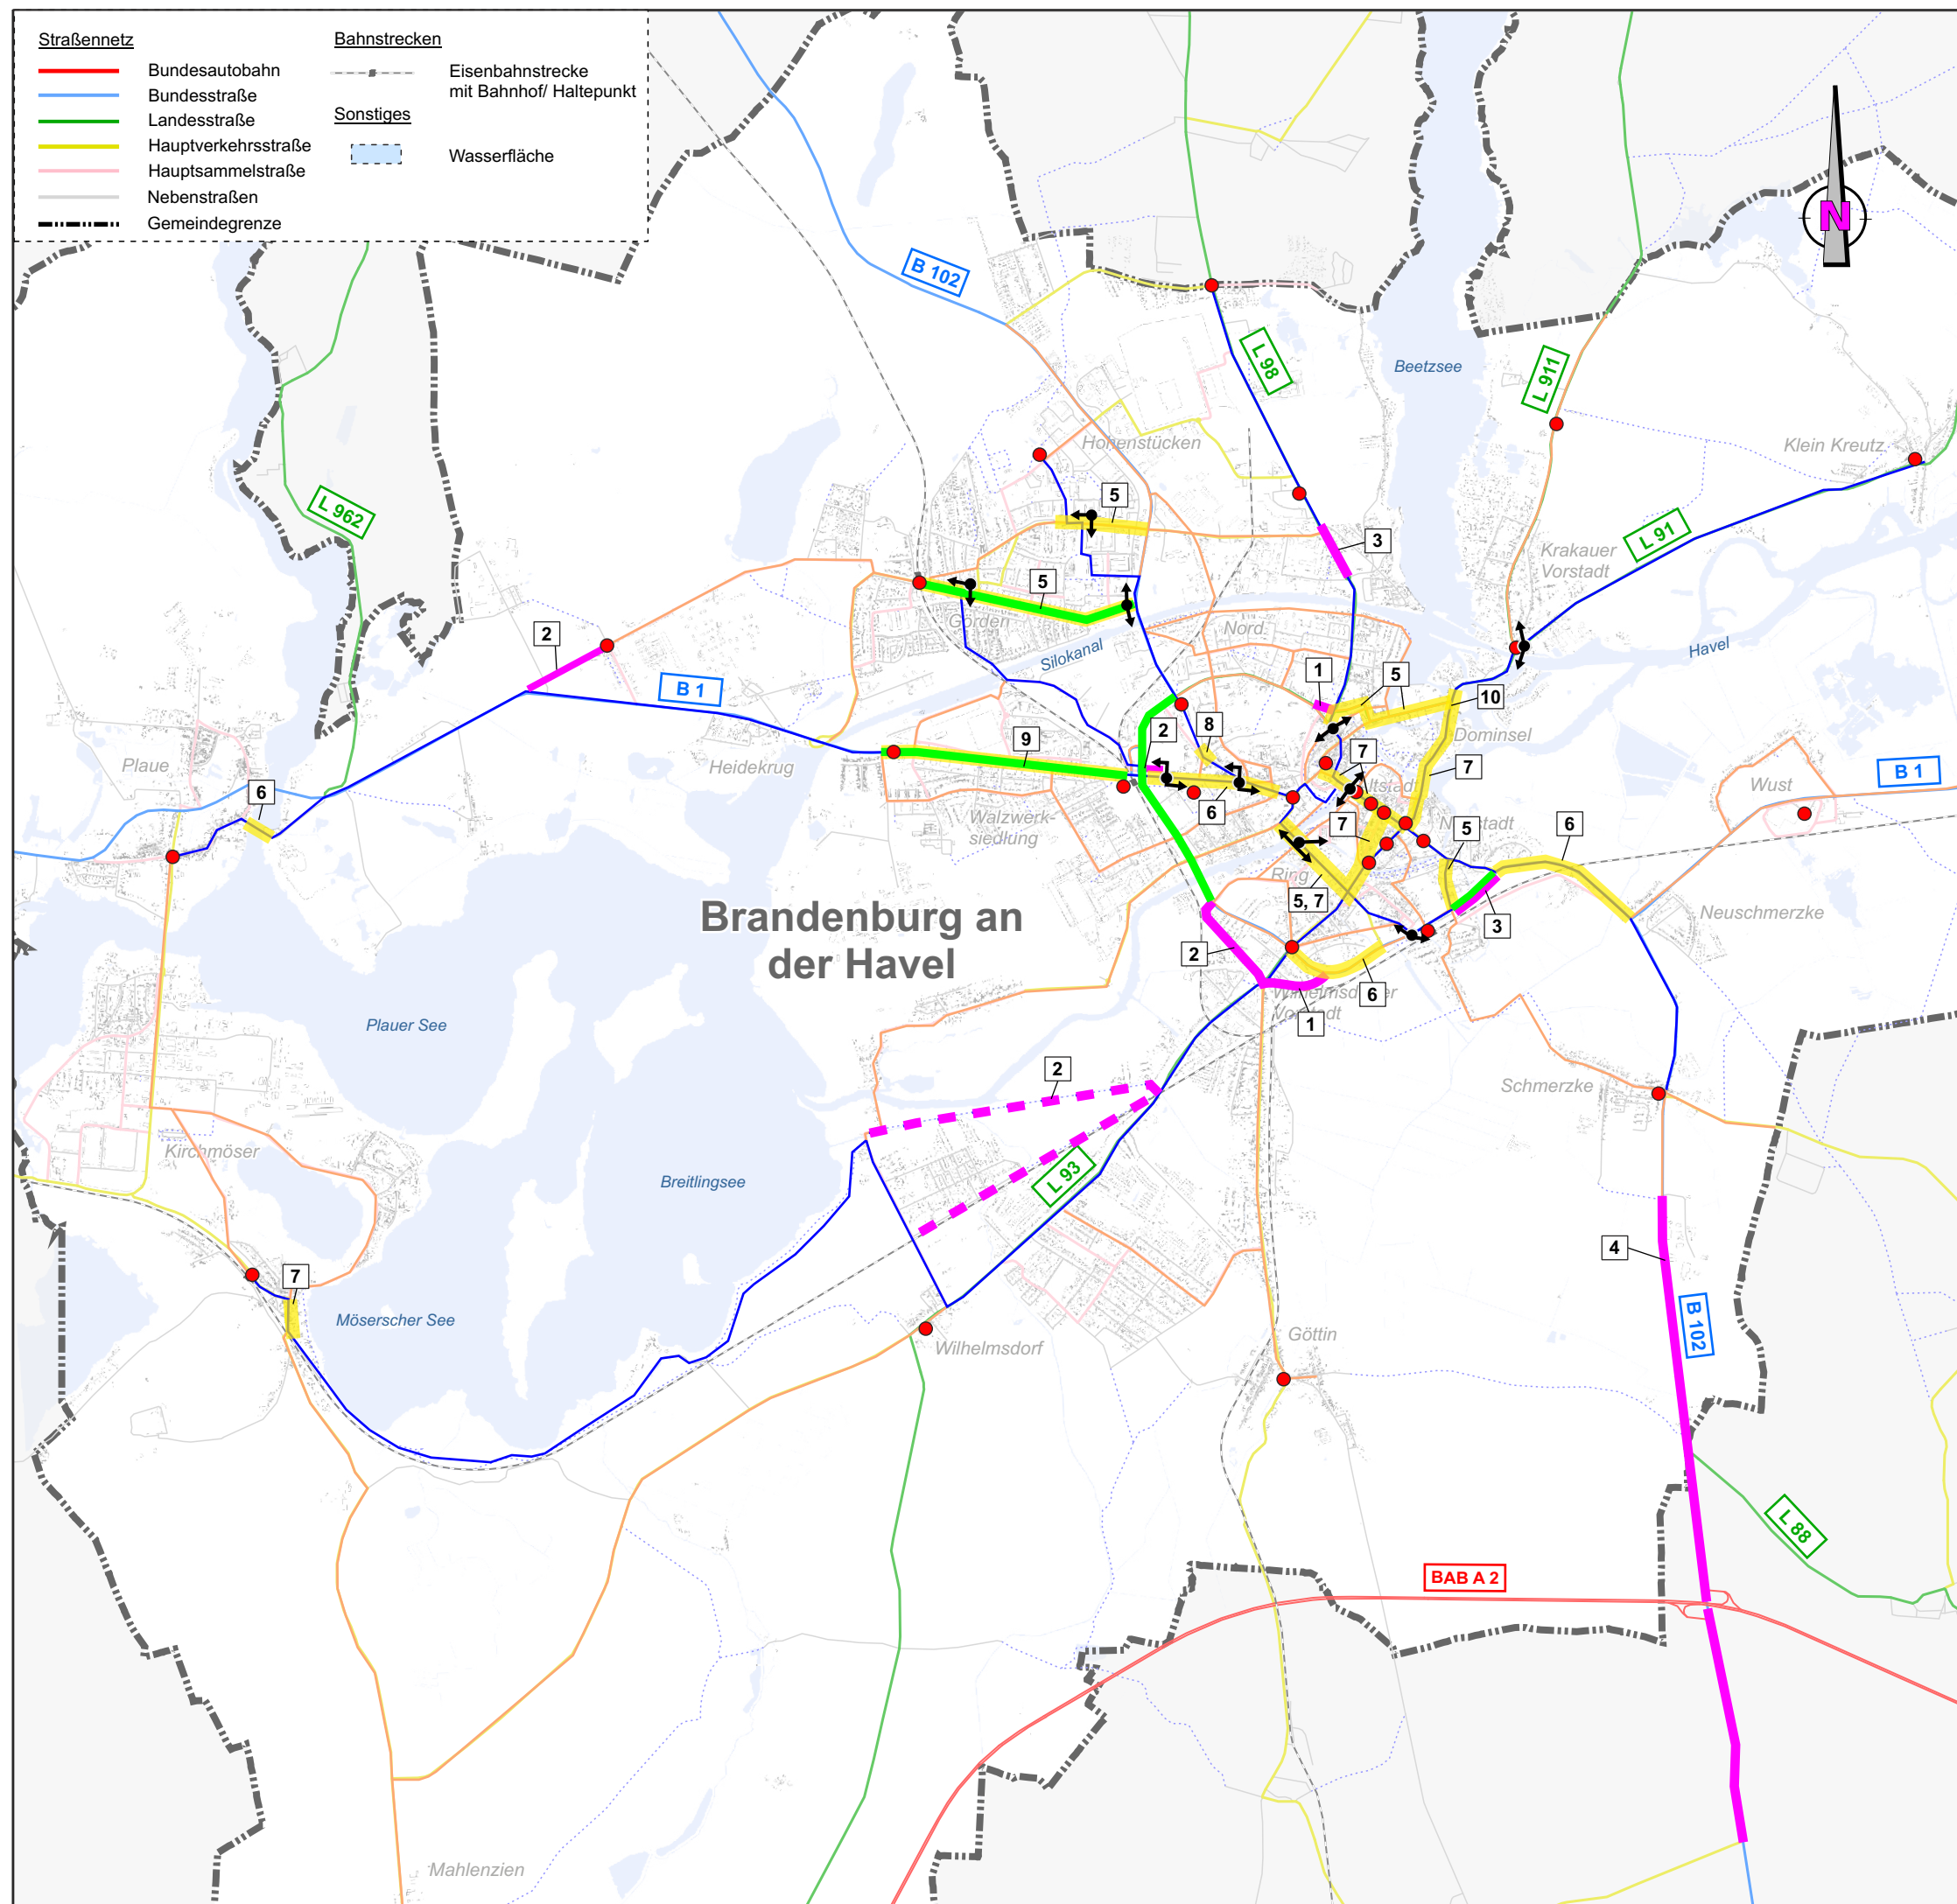 Straßennetz
Bundesautobahn
Bundesstraße
Landesstraße
Hauptverkehrsstraße
Hauptsammelstraße
Nebenstraßen
Gemeindegrenze
Bahnstrecken
Eisenbahnstrecke
mit Bahnhof/ Haltepunkt
Sonstiges
Wasserfläche
N
B 102
L 98
Beetzsee
L 911
Klein Kreutz
Hohenstücken
L 962
5
3
L 91
Krakauer
Vorstadt
5
Görden
Nord
Silokanal
Havel
2
B 1
1
5
10
Plaue
Heidekrug
9
2
8
7
Dominsel
7
Wust
B 1
6
Altstadt
Walzwerk-
siedlung
6
7
Neustadt
5
6
Ring
5, 7
Brandenburg an
der Havel
3
Neuschmerzke
2
6
Wilhelmsdorfer
Vorstadt
1
Plauer See
2
Schmerzke
Kirchmöser
L 93
Breitlingsee
4
7
Möserscher See
B 102
Wilhelmsdorf
Göttin
L 88
BAB A 2
Mahlenzien